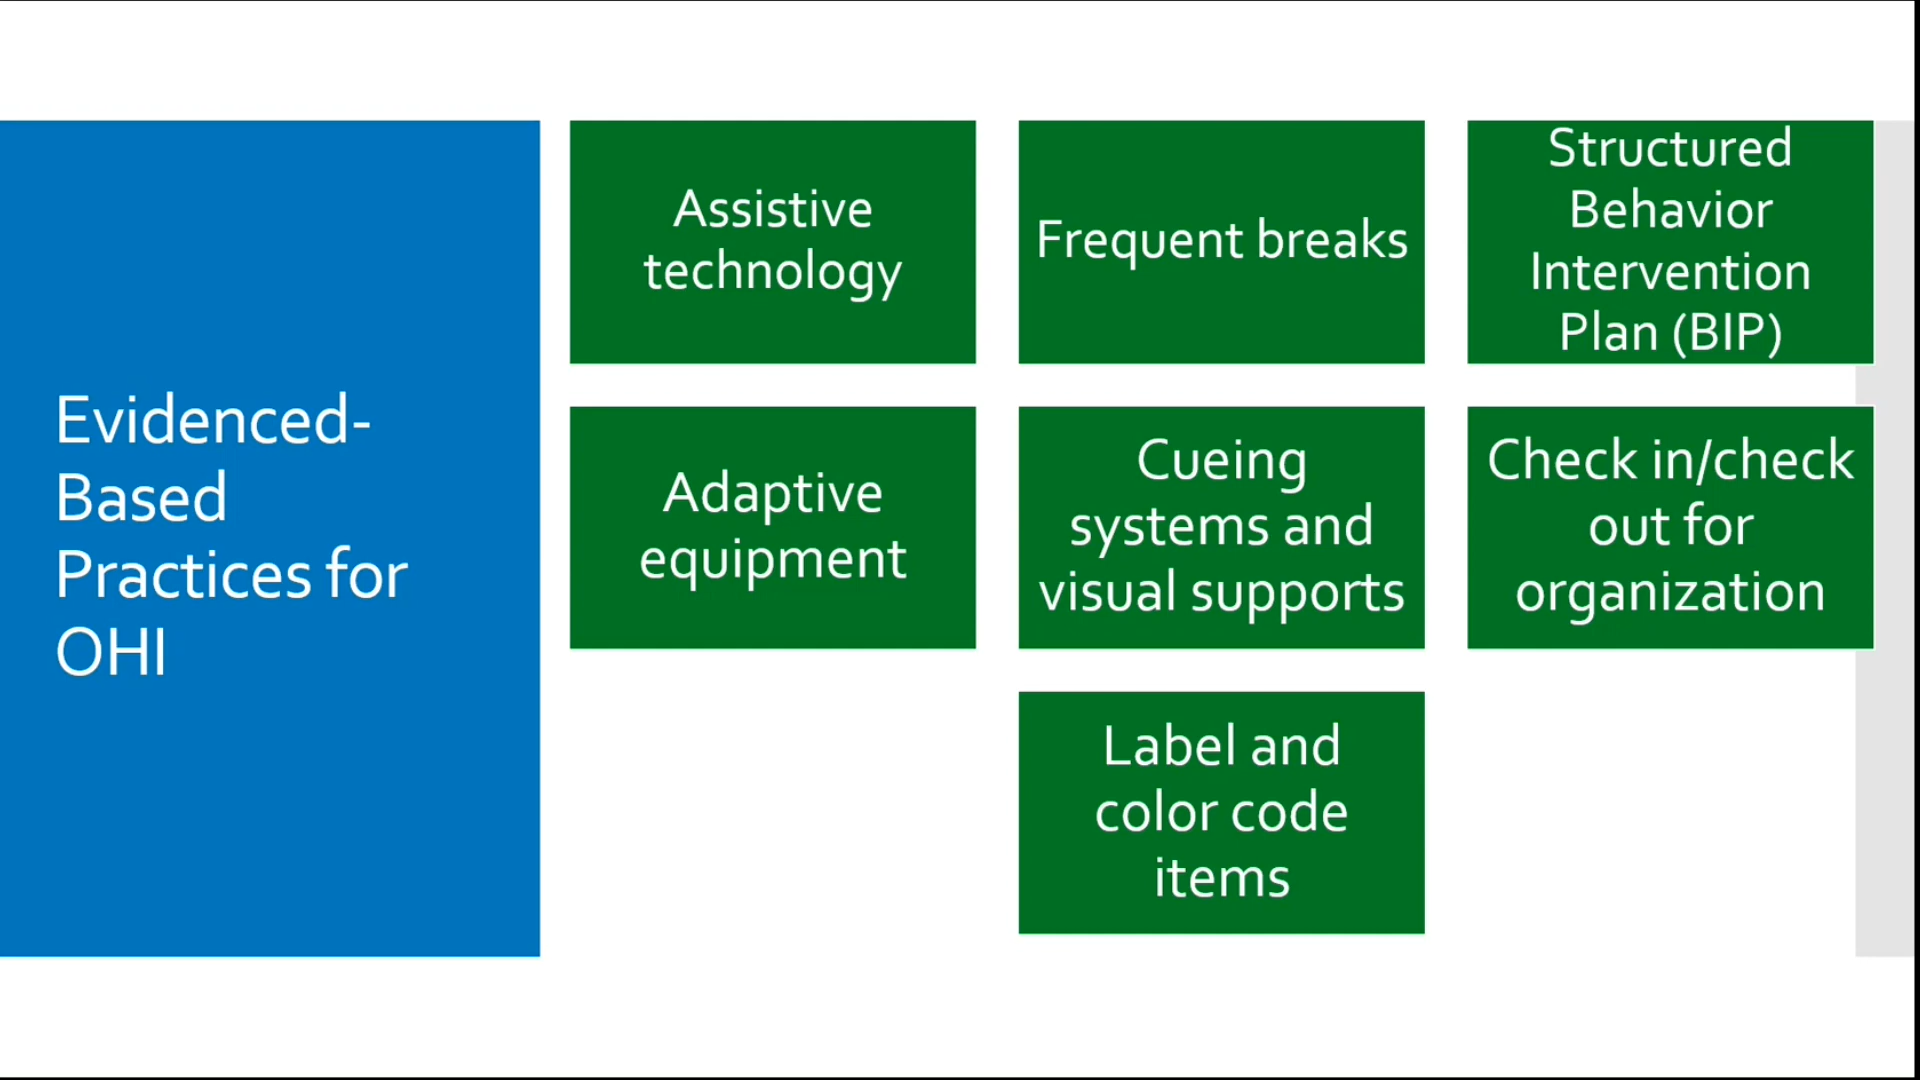 Evidenced-
Based
Practices for
OHI
Assistive
technology
Frequent breaks
Structured
Behavior
Intervention
Plan (BIP)
Adaptive
equipment
Cueing
systems and
visual supports
Check in/check
out for
organization
Label and
color code
items